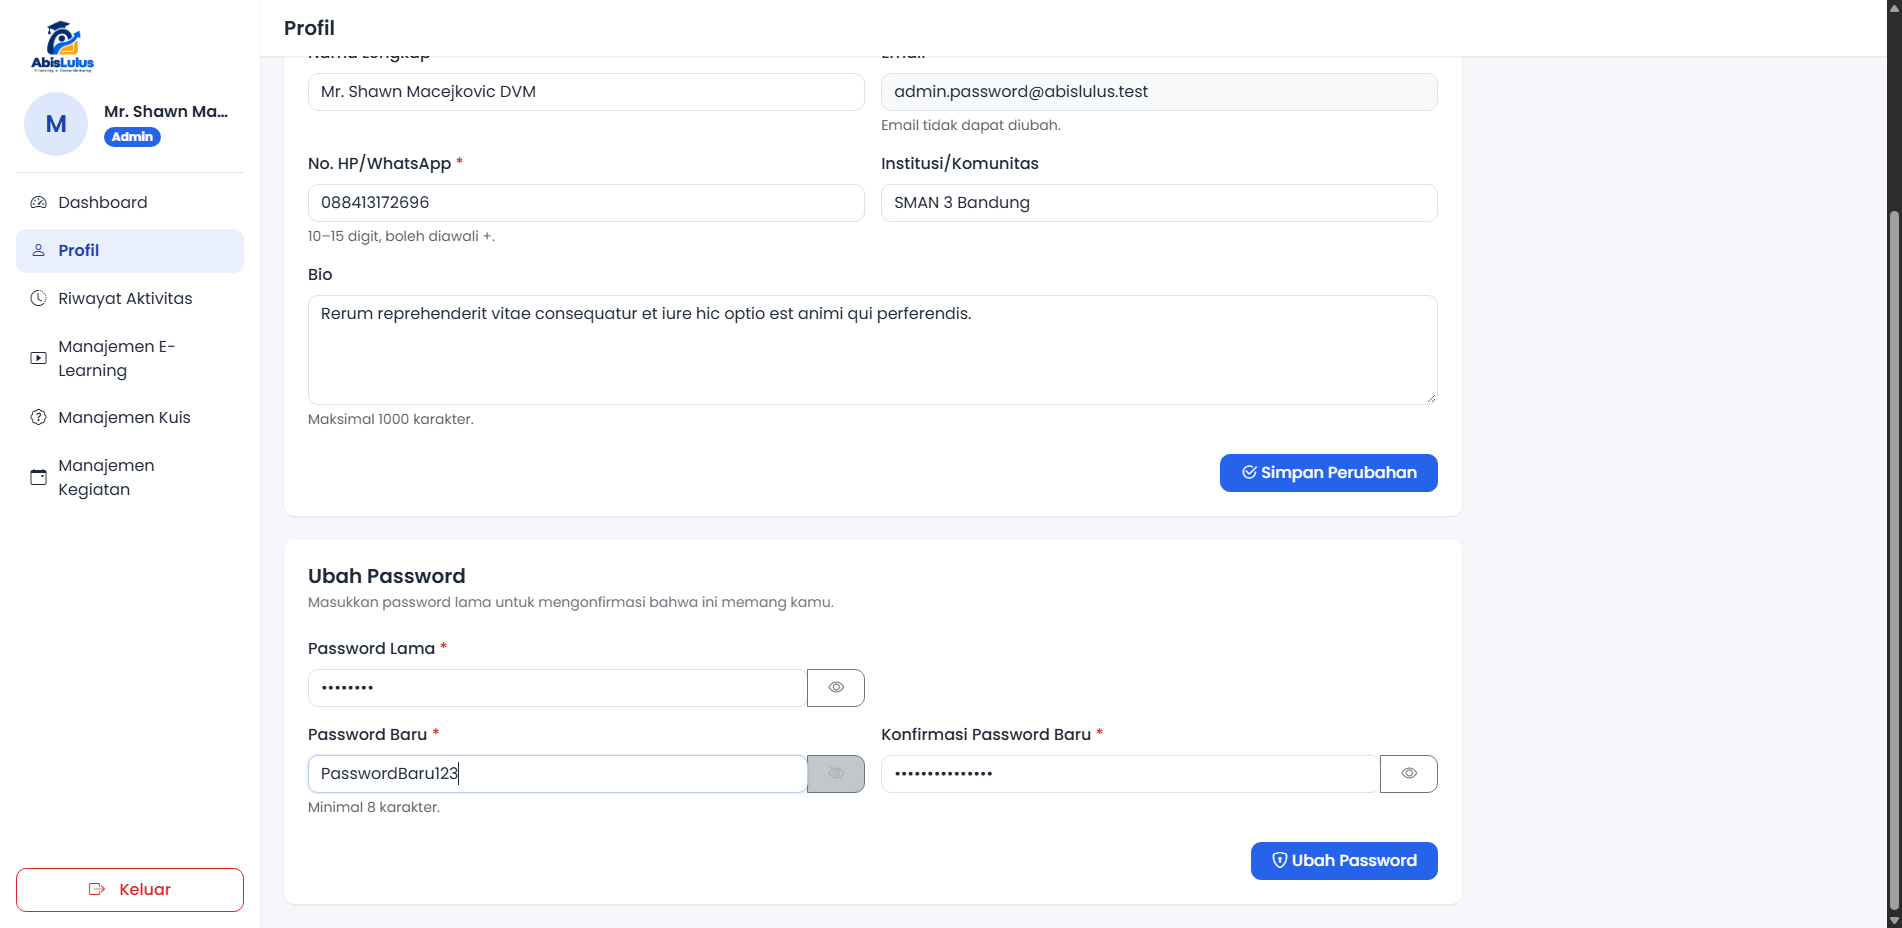 AbisLulus
M
Mr. Shawn Ma...
Admin
Dashboard
Profil
Riwayat Aktivitas
Manajemen E-
Learning
Manajemen Kuis
Manajemen
Kegiatan
Keluar
Profil
Nama Lengkap
Email
Mr. Shawn Macejkovic DVM
admin.password@abislulus.test
Email tidak dapat diubah.
No. HP/WhatsApp *
Institusi/Komunitas
088413172696
SMAN 3 Bandung
10–15 digit, boleh diawali +.
Bio
Rerum reprehenderit vitae consequatur et iure hic optio est animi qui perferendis.
Maksimal 1000 karakter.
Simpan Perubahan
Ubah Password
Masukkan password lama untuk mengonfirmasi bahwa ini memang kamu.
Password Lama *
••••••••
Password Baru *
Konfirmasi Password Baru *
PasswordBaru123
•••••••••••••••
Minimal 8 karakter.
Ubah Password